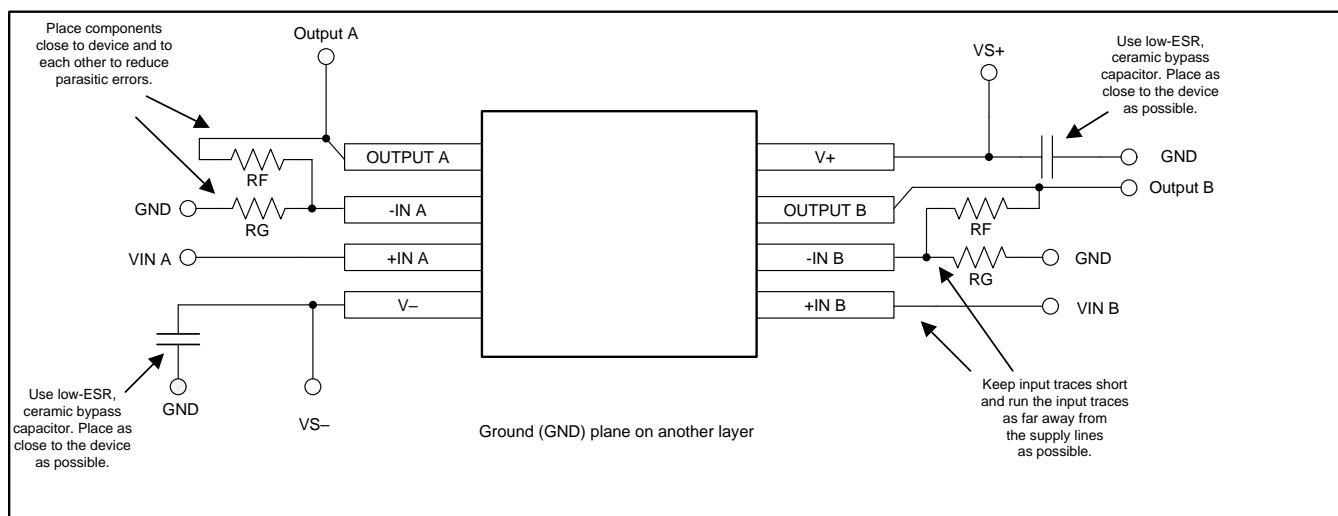 Place components
close to device and to
each other to reduce
parasitic errors.
Output A
VS+
Use low-ESR,
ceramic bypass
capacitor. Place as
close to the device
as possible.
OUTPUT A
V+
GND
RF
OUTPUT B
Output B
GND
RG
-IN A
RF
VIN A
+IN A
-IN B
RG
GND
V–
+IN B
VIN B
Use low-ESR,
ceramic bypass
capacitor. Place as
close to the device
as possible.
GND
VS–
Ground (GND) plane on another layer
Keep input traces short
and run the input traces
as far away from
the supply lines
as possible.